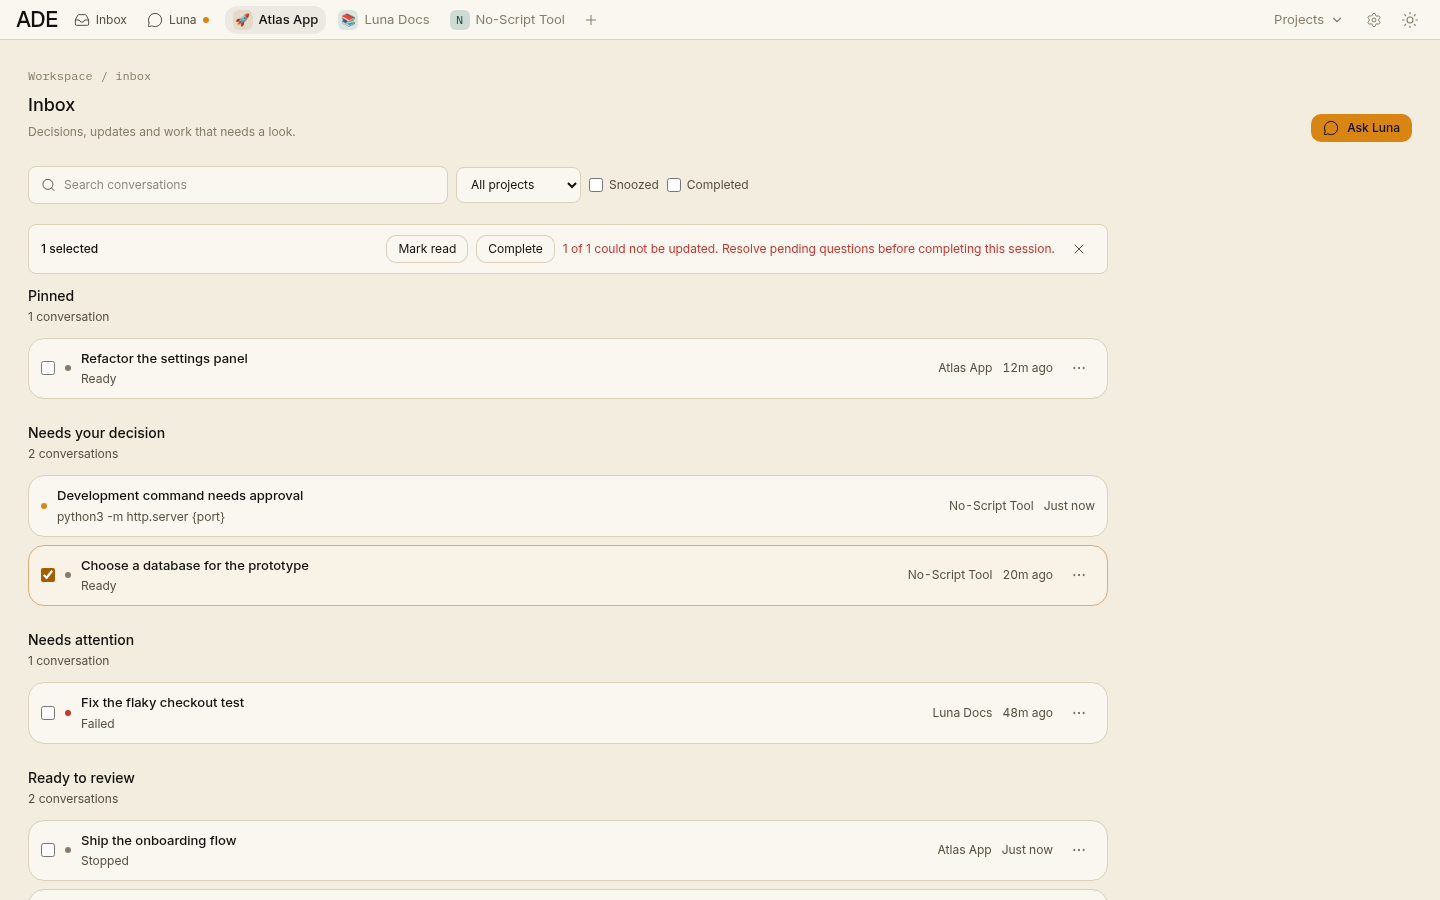 ADE Inbox Luna Atlas App Luna Docs N No-Script Tool Projects
Workspace / inbox
Inbox
Decisions, updates and work that needs a look.
Ask Luna
Search conversations All projects Snoozed Completed
1 selected Mark read Complete 1 of 1 could not be updated. Resolve pending questions before completing this session.
Pinned
1 conversation
Refactor the settings panel
Ready
Atlas App 12m ago
Needs your decision
2 conversations
Development command needs approval
python3 -m http.server {port}
No-Script Tool Just now
Choose a database for the prototype
Ready
No-Script Tool 20m ago
Needs attention
1 conversation
Fix the flaky checkout test
Failed
Luna Docs 48m ago
Ready to review
2 conversations
Ship the onboarding flow
Stopped
Atlas App Just now